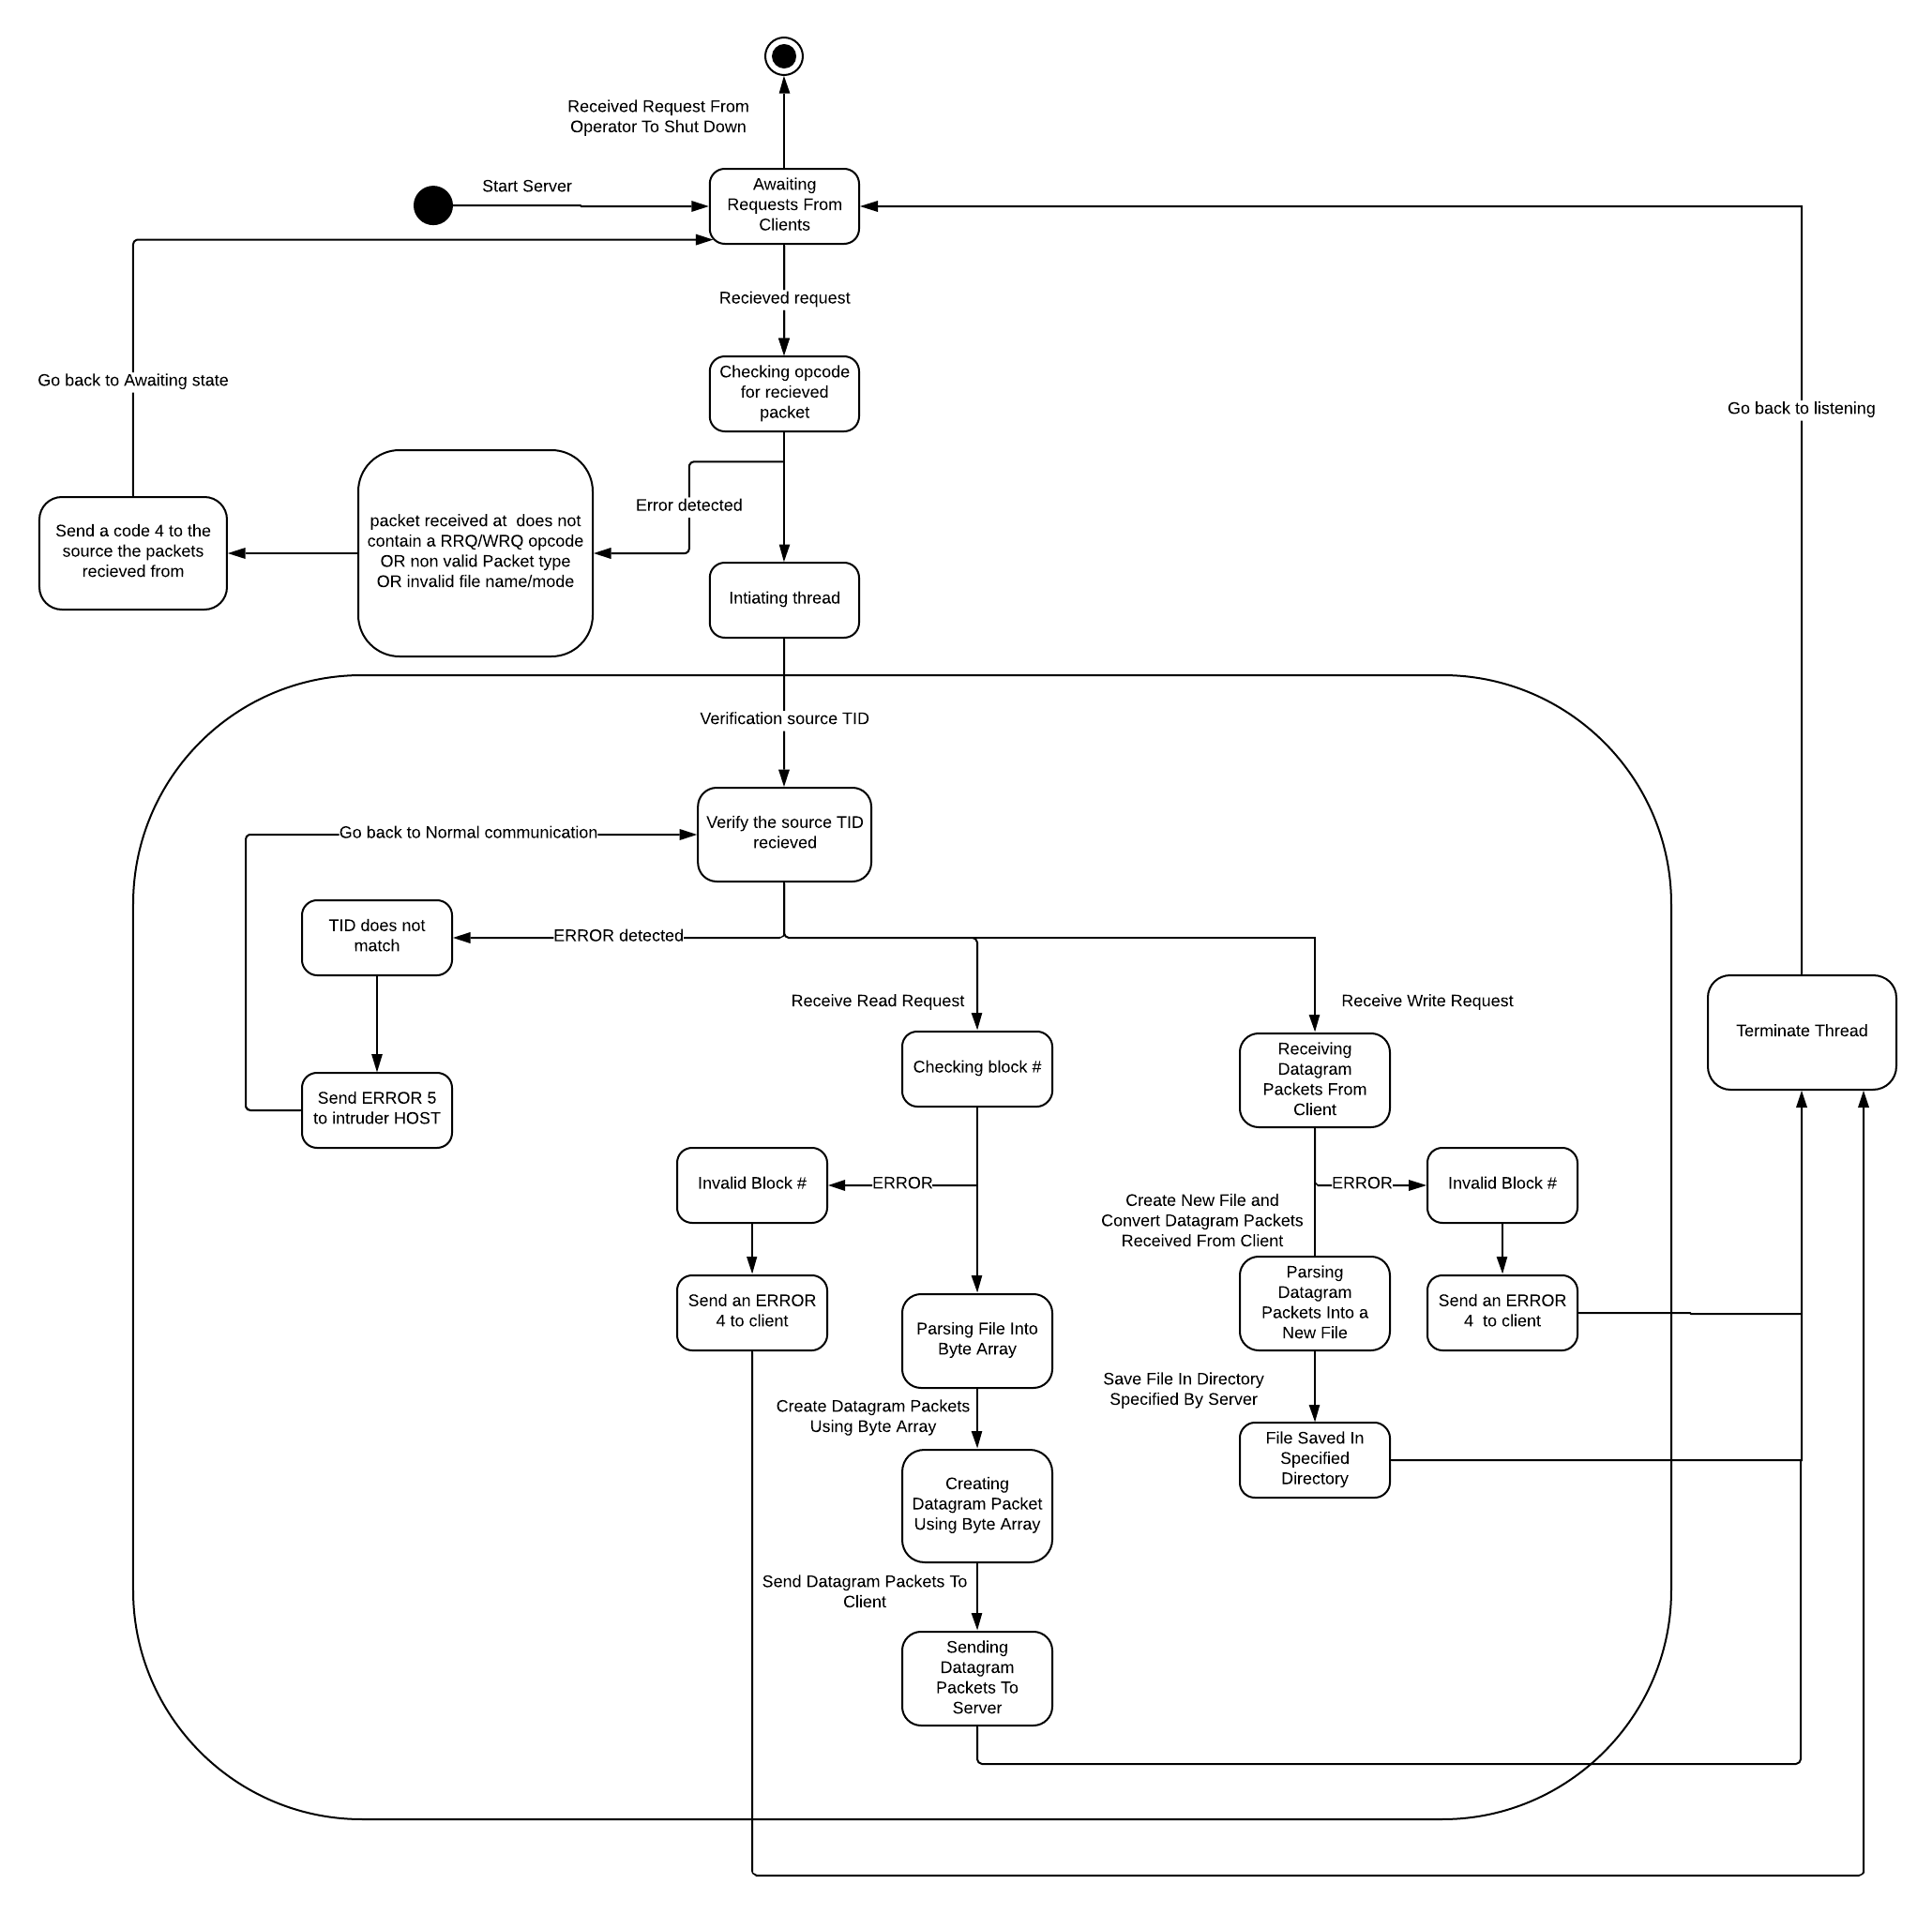 Received Request From
Operator To Shut Down
Start Server
Awaiting
Requests From
Clients
Recieved request
Go back to Awaiting state
Checking opcode
for recieved
packet
Go back to listening
Error detected
packet received at  does not
contain a RRQ/WRQ opcode
OR non valid Packet type
OR invalid file name/mode
Send a code 4 to the
source the packets
recieved from
Intiating thread
Verification source TID
Verify the source TID
recieved
Go back to Normal communication
TID does not
match
ERROR detected
Receive Read Request
Receive Write Request
Terminate Thread
Checking block #
Receiving
Datagram
Packets From
Client
Send ERROR 5
to intruder HOST
Invalid Block #
ERROR
ERROR
Invalid Block #
Create New File and
Convert Datagram Packets
Received From Client
Send an ERROR
4 to client
Parsing File Into
Byte Array
Parsing
Datagram
Packets Into a
New File
Send an ERROR
4  to client
Create Datagram Packets
Using Byte Array
Save File In Directory
Specified By Server
File Saved In
Specified
Directory
Creating
Datagram Packet
Using Byte Array
Send Datagram Packets To
Client
Sending
Datagram
Packets To
Server